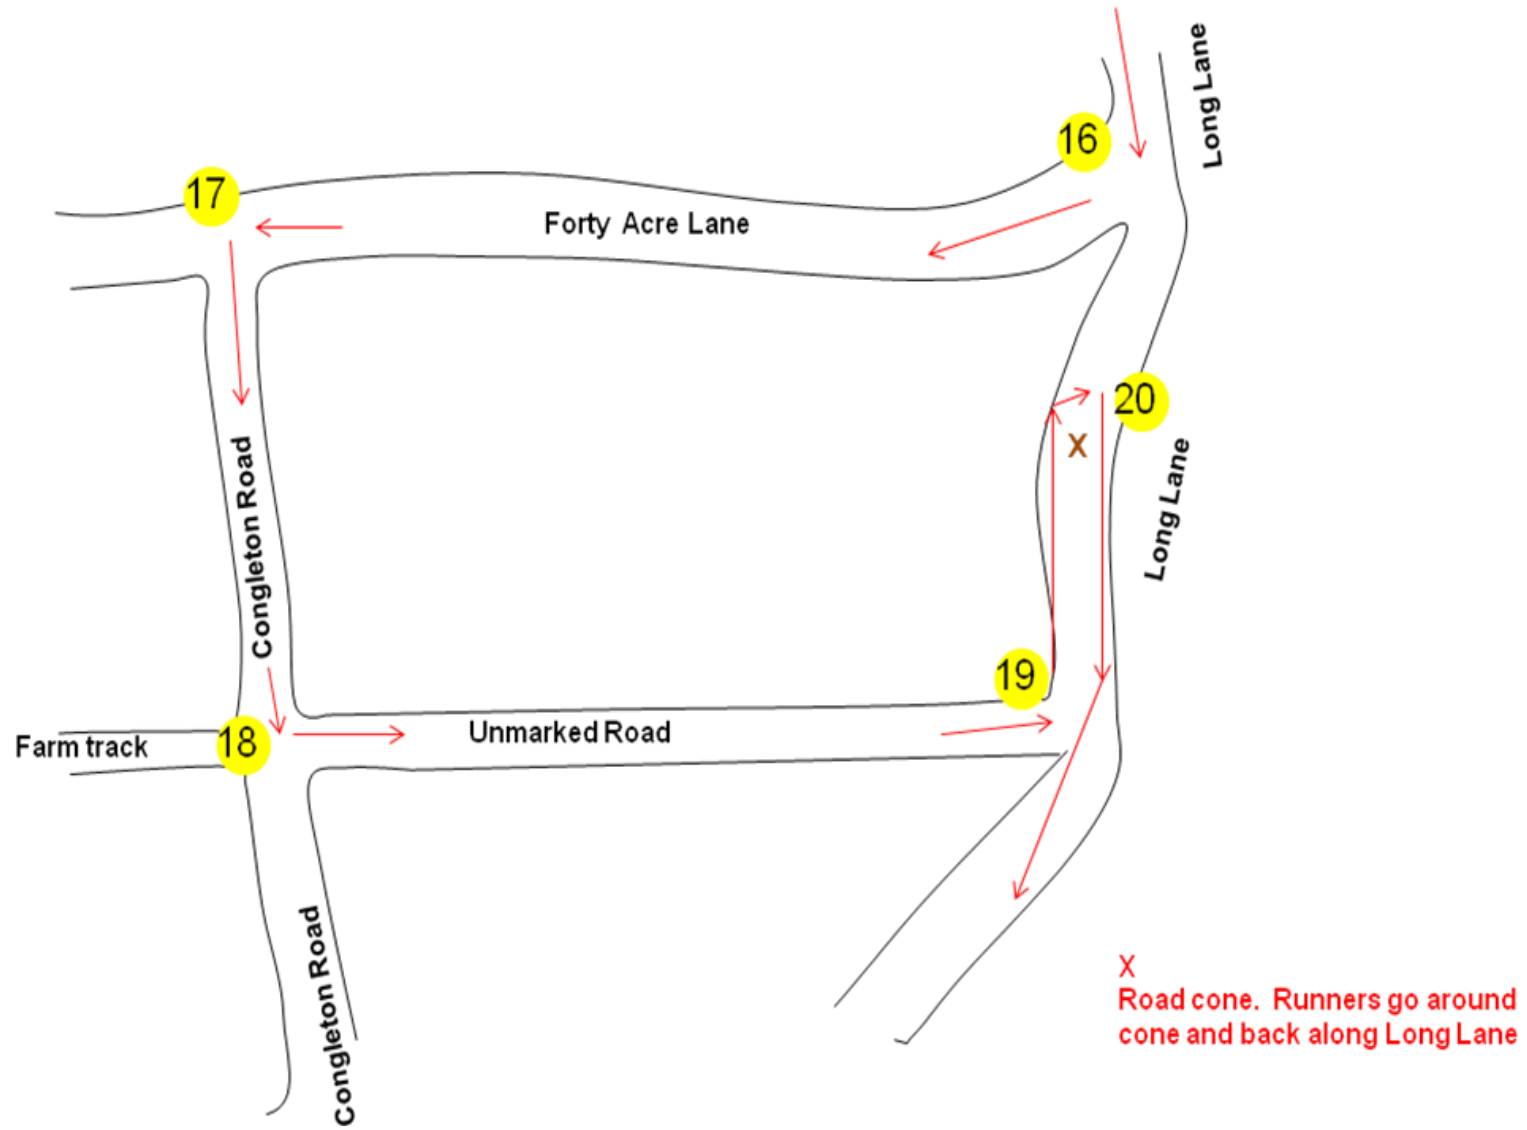 Long Lane
16
17
Forty Acre Lane
20
X
Long Lane
Congleton Road
19
Unmarked Road
18
Farm track
Congleton Road
X
Road cone. Runners go around
cone and back along Long Lane